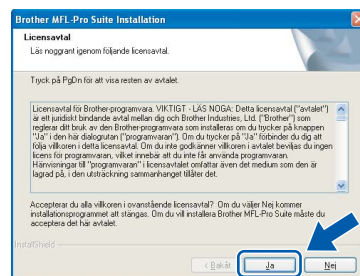 Brother MFL-Pro Suite Installation
Licensavtal
Läs noggrant igenom följande licensavtal.
Tryck på PgDn för att visa resten av avtalet.
Licensavtal för Brother-programvara. VIKTIGT - LÄS NOGA: Detta licensavtal ("avtalet")
är ett juridiskt bindande avtal mellan dig och Brother Industries, Ltd. ("Brother") som
reglerar ditt bruk av den Brother-programvara som installeras om du trycker på knappen
"Ja" i den här dialogrutan ("programvaran"). Om du trycker på "Ja" förbinder du dig att
följa villkoren i detta licensavtal. Om du inte godkänner villkoren i avtalet beviljas du ingen
licens för programvaran, vilket innebär att du inte får använda programvaran.
Hänvisningar till "programvaran" i licensavtalet omfattar även det medium som den är
lagrad på, i den utsträckning sammanhanget tillåter det.
Accepterar du alla villkoren i ovanstående licensavtal? Om du väljer Nej kommer
installationsprogrammet att stängas. Om du vill installera Brother MFL-Pro Suite måste du
acceptera det här avtalet.
InstallShield
< Bakåt Ja Nej